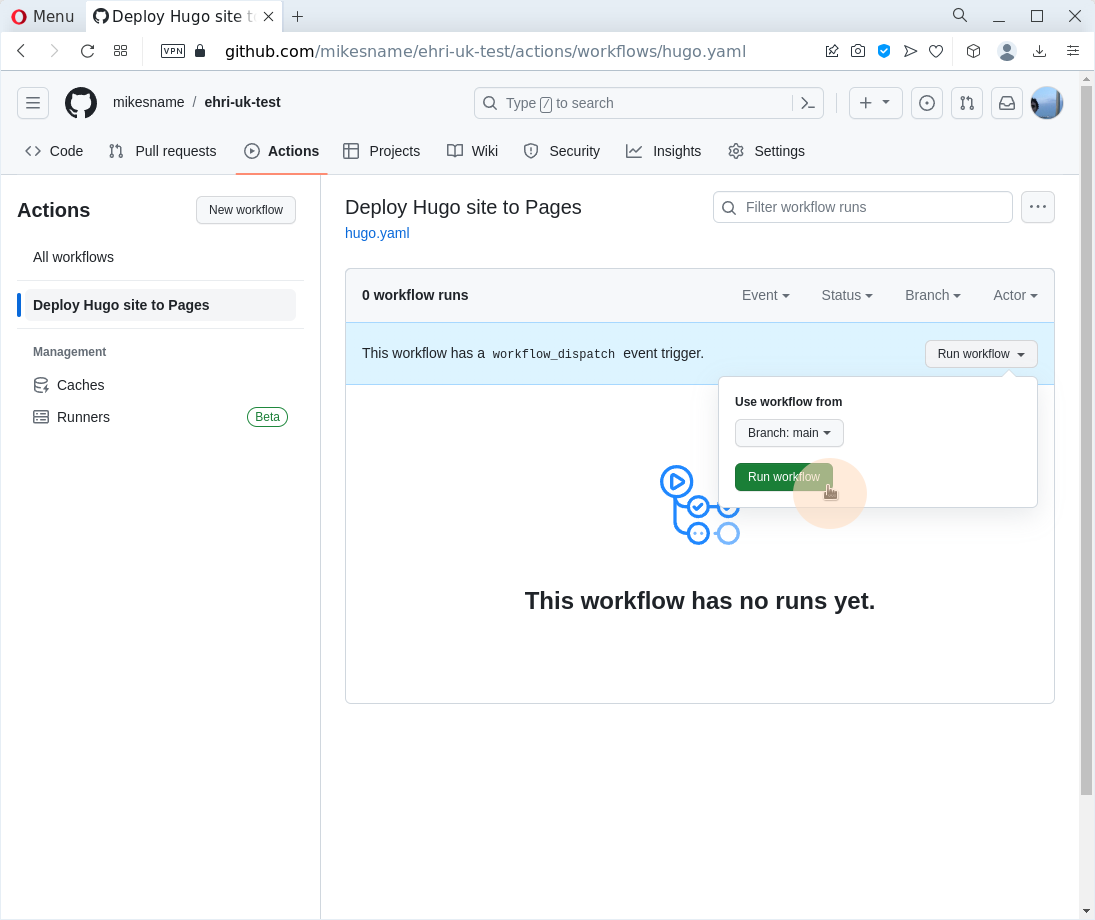 Menu
Deploy Hugo site t
VPN
github.com/mikesname/ehri-uk-test/actions/workflows/hugo.yaml
mikesname / ehri-uk-test
Type / to search
Code
Pull requests
Actions
Projects
Wiki
Security
Insights
Settings
Actions
New workflow
All workflows
Deploy Hugo site to Pages
Management
Caches
Runners
Beta
Deploy Hugo site to Pages
hugo.yaml
Filter workflow runs
0 workflow runs
Event
Status
Branch
Actor
This workflow has a workflow_dispatch event trigger.
Run workflow
Use workflow from
Branch: main
Run workflow
This workflow has no runs yet.